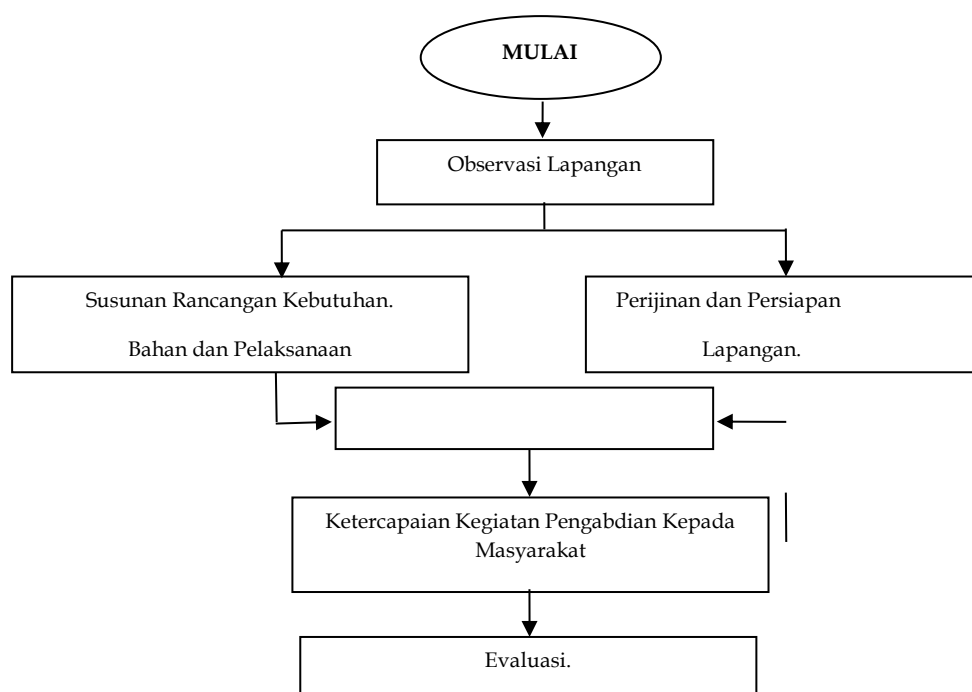 MULAI
Observasi Lapangan
Susunan Rancangan Kebutuhan.
Bahan dan Pelaksanaan
Perijinan dan Persiapan
Lapangan.
Ketercapaian Kegiatan Pengabdian Kepada
Masyarakat
Evaluasi.